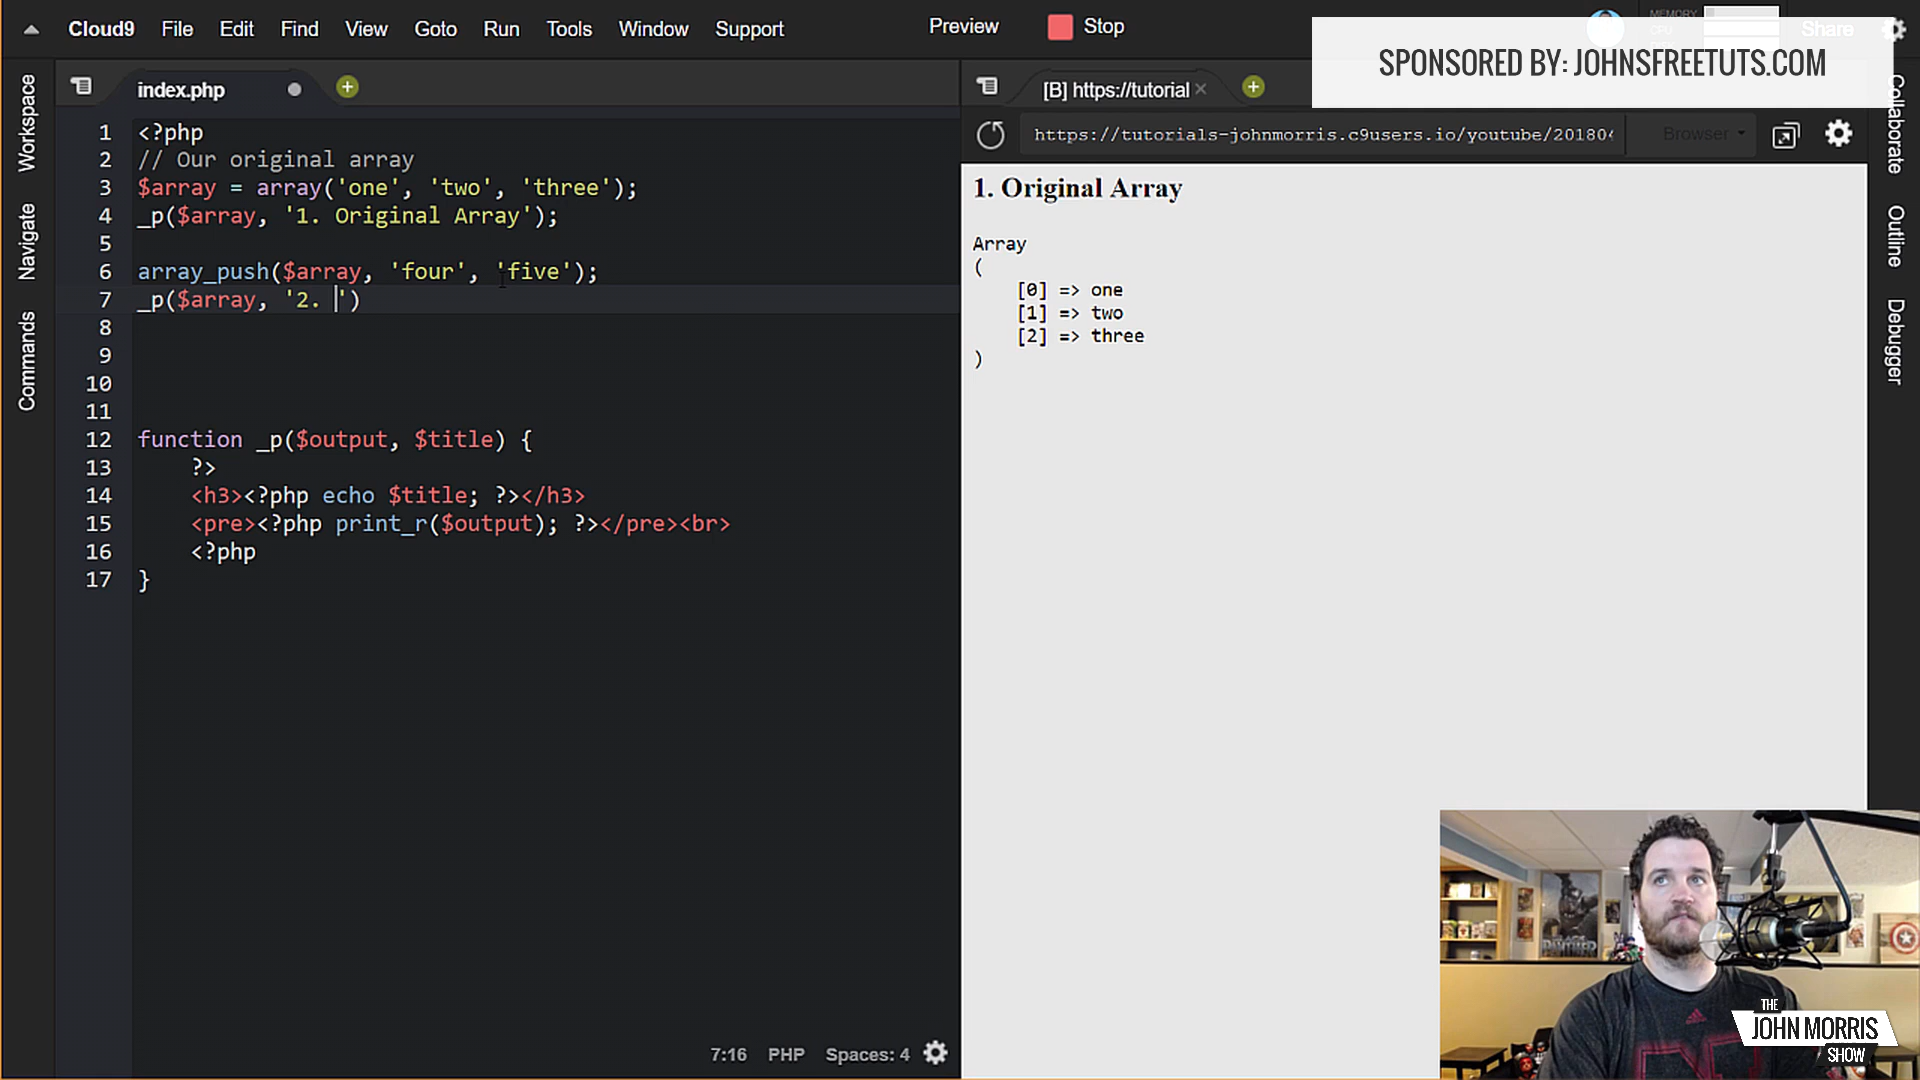 Cloud9 File Edit Find View Goto Run Tools Window Support Preview Stop MEMORY Share
SPONSORED BY: JOHNSFREETUTS.COM
Workspace
Navigate
Commands
index.php
1 <?php
2 // Our original array
3 $array = array('one', 'two', 'three');
4 _p($array, '1. Original Array');
5
6 array_push($array, 'four', 'five');
7 _p($array, '2. ')
8
9
10
11
12 function _p($output, $title) {
13 ?>
14 <h3><?php echo $title; ?></h3>
15 <pre><?php print_r($output); ?></pre><br>
16 <?php
17 }
7:16 PHP Spaces: 4
[B] https://tutorial
https://tutorials-johnmorris.c9users.io/youtube/20180 Browser
1. Original Array
Array
(
[0] => one
[1] => two
[2] => three
)
Collaborate
Outline
Debugger
BLACK PANTHER
THE
JOHN MORRIS
SHOW